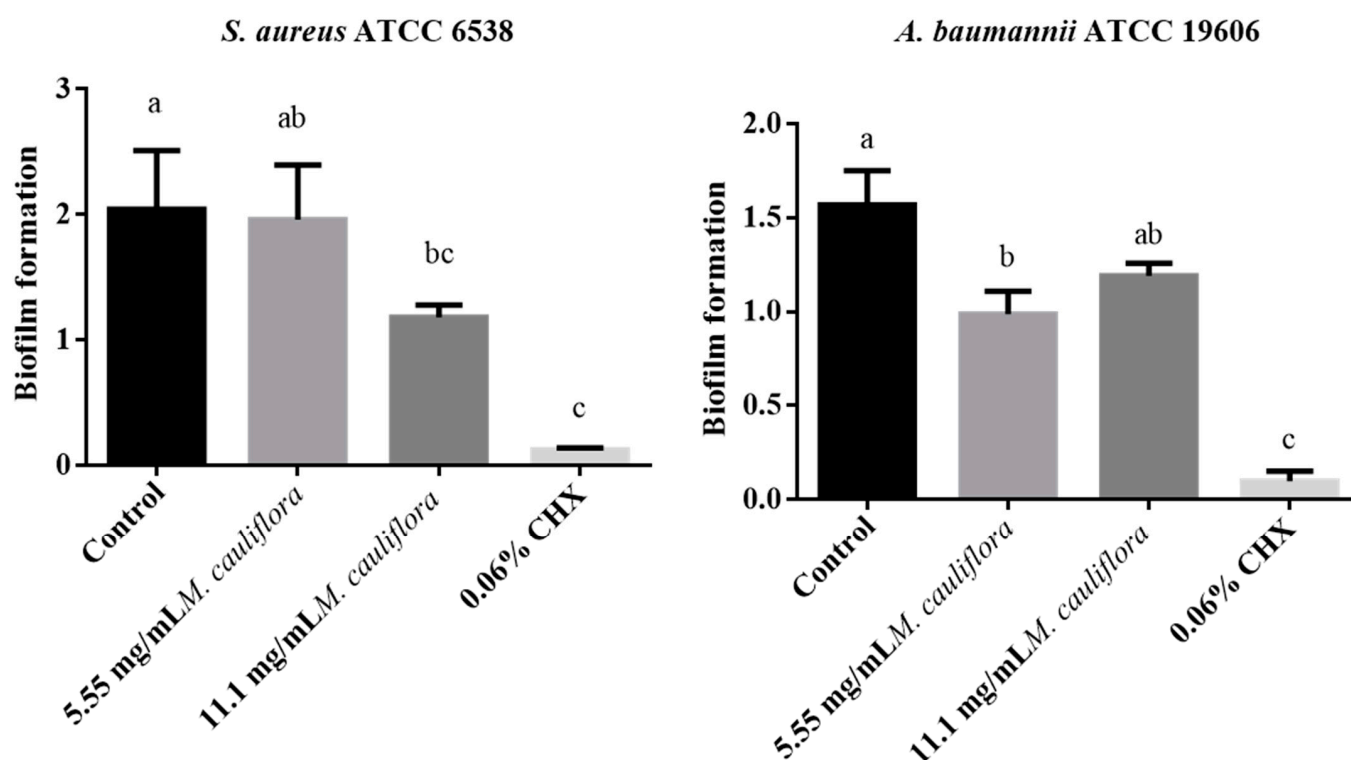 S. aureus ATCC 6538
3
2
1
0
Biofilm formation
a
ab
bc
c
Control
5.55 mg/mLM. cauliflora
11.1 mg/mLM. cauliflora
0.06% CHX
A. baumannii ATCC 19606
2.0
1.5
1.0
0.5
0.0
Biofilm formation
a
b
ab
c
Control
5.55 mg/mLM. cauliflora
11.1 mg/mLM. cauliflora
0.06% CHX